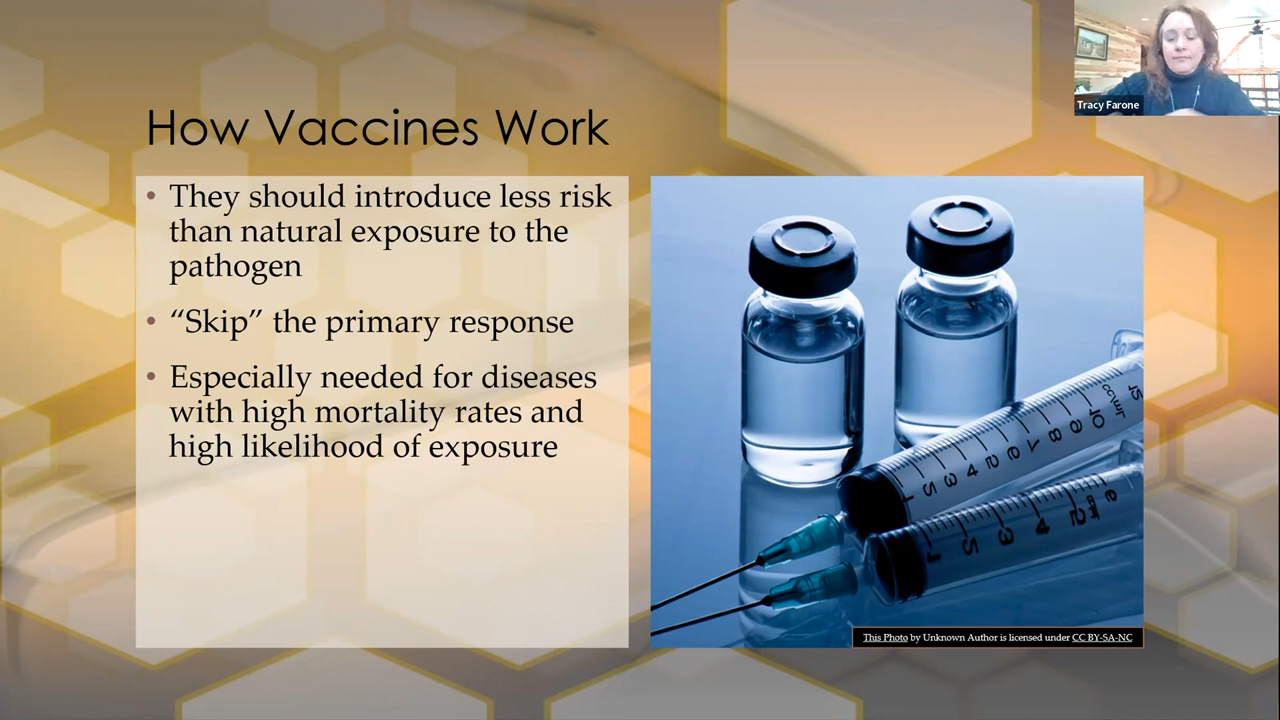 Tracy Farone
How Vaccines Work
• They should introduce less risk
than natural exposure to the
pathogen
• “Skip” the primary response
• Especially needed for diseases
with high mortality rates and
high likelihood of exposure
This Photo by Unknown Author is licensed under CC BY-SA-NC